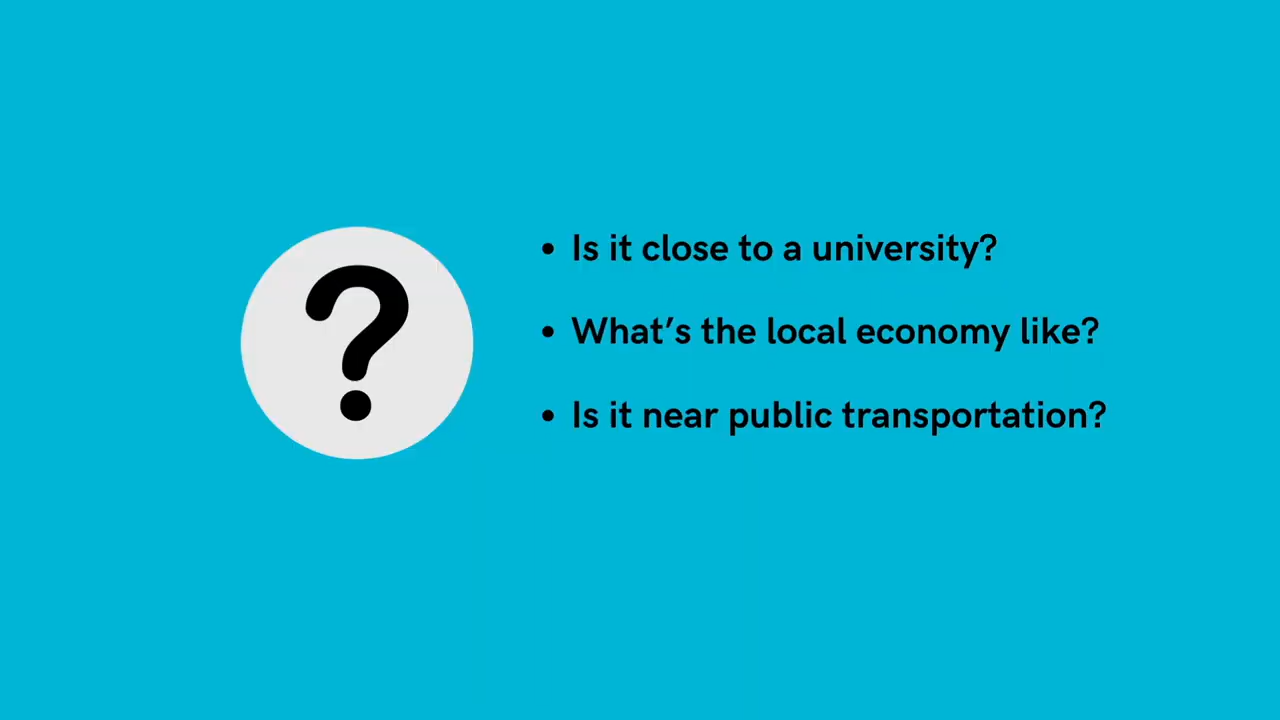 ?
• Is it close to a university?
• What’s the local economy like?
• Is it near public transportation?